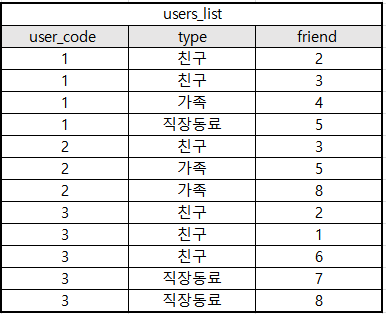 users_list
user_code type friend
1 친구 2
1 친구 3
1 가족 4
1 직장동료 5
2 친구 3
2 가족 5
2 가족 8
3 친구 2
3 친구 1
3 친구 6
3 직장동료 7
3 직장동료 8